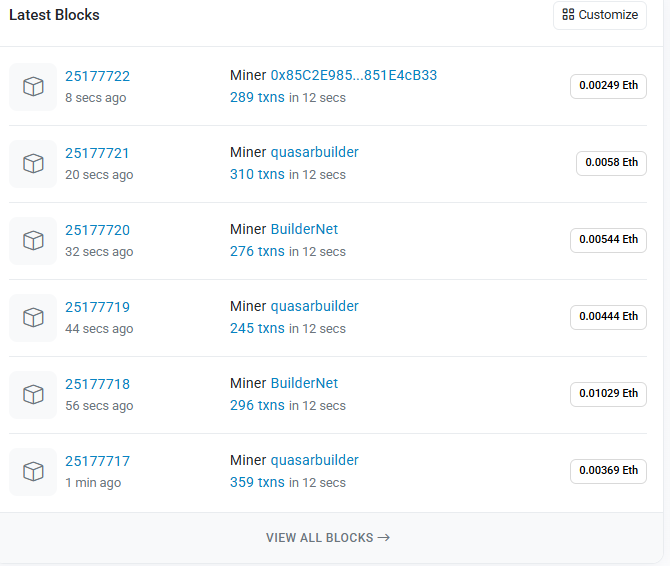 Latest Blocks
Customize
25177722
Miner 0x85C2E985...851E4cB33
0.00249 Eth
8 secs ago
289 txns in 12 secs
25177721
Miner quasarbuilder
0.0058 Eth
20 secs ago
310 txns in 12 secs
25177720
Miner BuilderNet
0.00544 Eth
32 secs ago
276 txns in 12 secs
25177719
Miner quasarbuilder
0.00444 Eth
44 secs ago
245 txns in 12 secs
25177718
Miner BuilderNet
0.01029 Eth
56 secs ago
296 txns in 12 secs
25177717
Miner quasarbuilder
0.00369 Eth
1 min ago
359 txns in 12 secs
VIEW ALL BLOCKS →